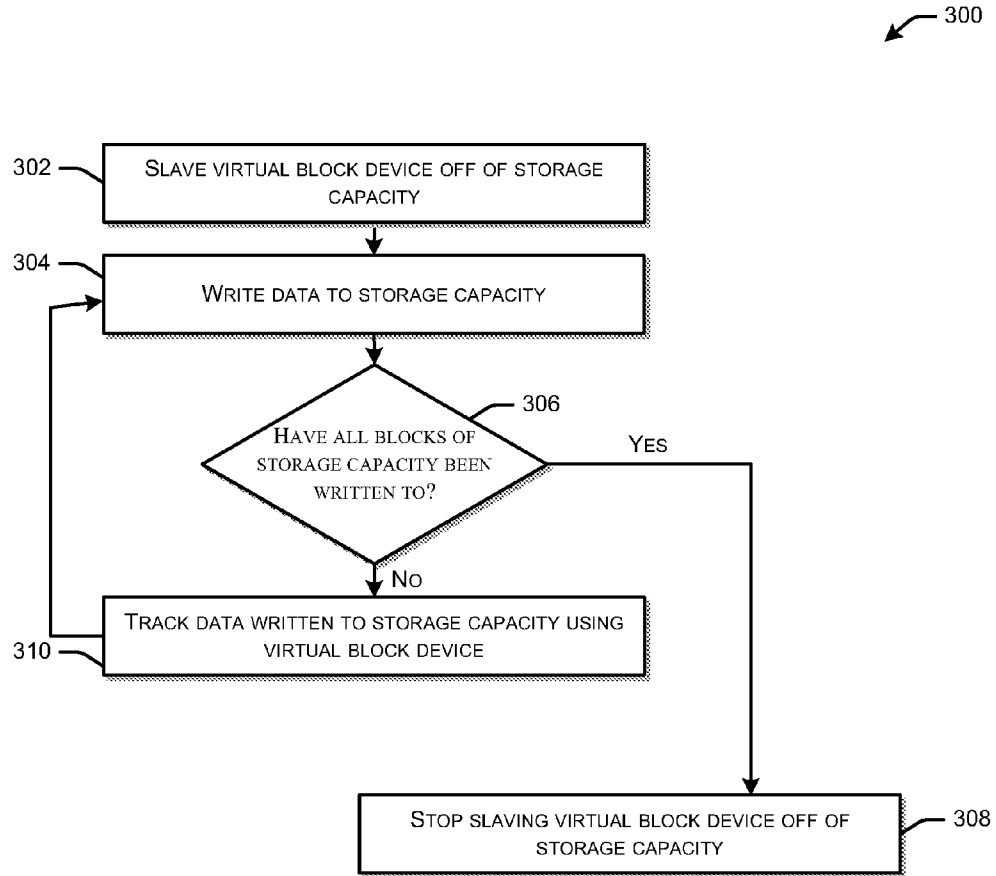 300
302
SLAVE VIRTUAL BLOCK DEVICE OFF OF STORAGE
CAPACITY
304
WRITE DATA TO STORAGE CAPACITY
306
HAVE ALL BLOCKS OF
STORAGE CAPACITY BEEN
WRITTEN TO?
YES
NO
TRACK DATA WRITTEN TO STORAGE CAPACITY USING
VIRTUAL BLOCK DEVICE
310
STOP SLAVING VIRTUAL BLOCK DEVICE OFF OF
STORAGE CAPACITY
308